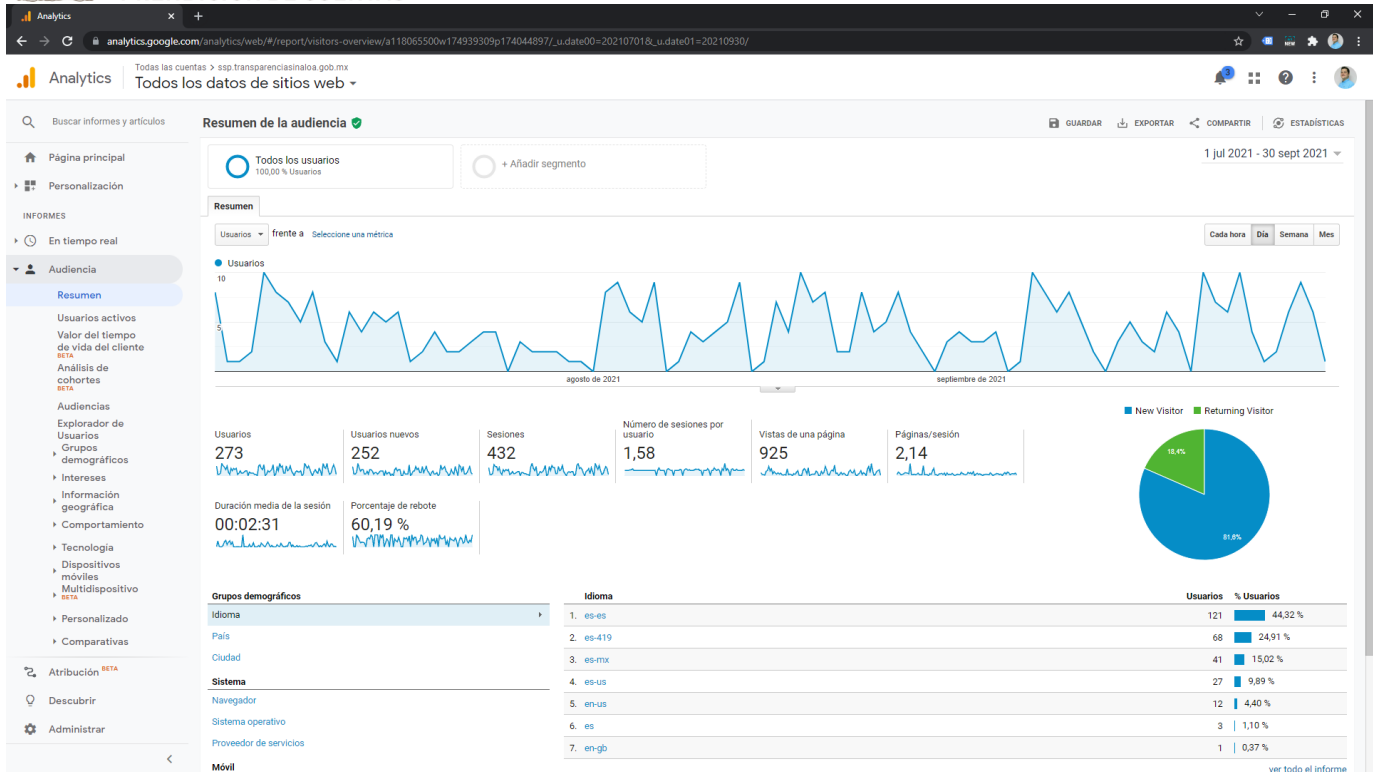 Analytics
analytics.google.com/analytics/web/#/report/visitors-overview/a118065500w174939309p174044897/_u.date00=20210701&_u.date01=20210930/
Analytics
Todas las cuentas > ssp.transparenciasinaloa.gob.mx
Todos los datos de sitios web
3
Buscar informes y artículos
Página principal
Personalización
INFORMES
En tiempo real
Audiencia
Resumen
Usuarios activos
Valor del tiempo
de vida del cliente
BETA
Análisis de
cohortes
BETA
Audiencias
Explorador de
Usuarios
Grupos
demográficos
Intereses
Información
geográfica
Comportamiento
Tecnología
Dispositivos
móviles
Multidispositivo
BETA
Personalizado
Comparativas
Atribución BETA
Descubrir
Administrar
Resumen de la audiencia
GUARDAR EXPORTAR COMPARTIR ESTADÍSTICAS
Todos los usuarios
100,00 % Usuarios
+ Añadir segmento
1 jul 2021 - 30 sept 2021
Resumen
Usuarios frente a Seleccione una métrica
Cada hora Día Semana Mes
Usuarios
10
5
agosto de 2021 septiembre de 2021
New Visitor Returning Visitor
18,4%
81,6%
Usuarios
273
Usuarios nuevos
252
Sesiones
432
Número de sesiones por
usuario
1,58
Vistas de una página
925
Páginas/sesión
2,14
Duración media de la sesión
00:02:31
Porcentaje de rebote
60,19 %
Grupos demográficos
Idioma
País
Ciudad
Sistema
Navegador
Sistema operativo
Proveedor de servicios
Móvil
Idioma Usuarios % Usuarios
1. es-es 121 44,32 %
2. es-419 68 24,91 %
3. es-mx 41 15,02 %
4. es-us 27 9,89 %
5. en-us 12 4,40 %
6. es 3 1,10 %
7. en-gb 1 0,37 %
ver todo el informe